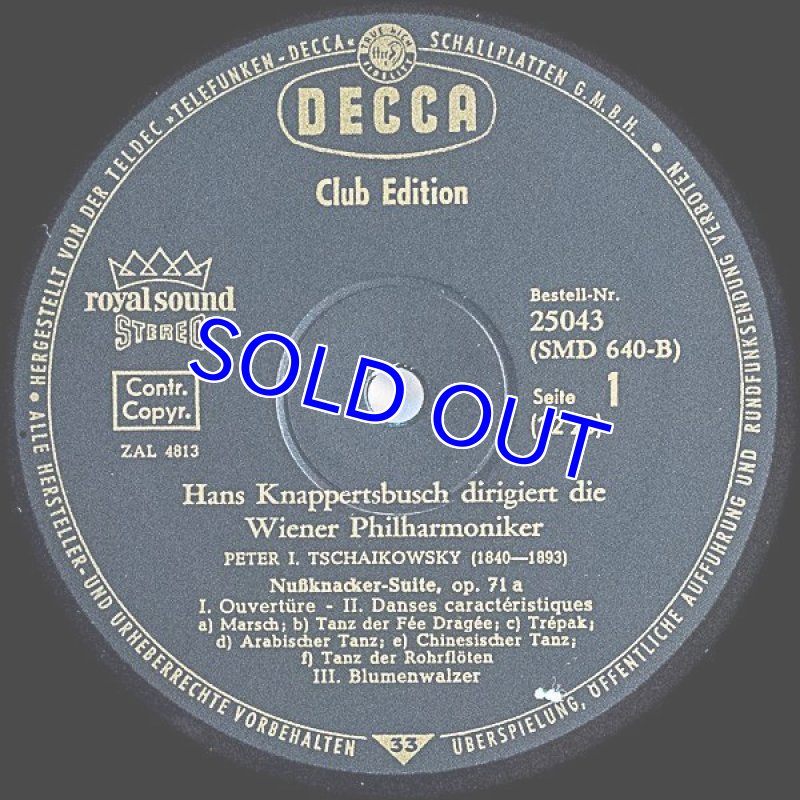 HERGESTELLT VON DER TELDEC »TELEFUNKEN-DECCA« SCHALLPLATTEN G.M.B.H. •
DECCA
Club Edition
royal sound
STEREO
Contr.
Copyr.
ZAL 4813
Bestell-Nr.
25043
(SMD 640-B)
Seite 1
SOLD OUT
Hans Knappertsbusch dirigiert die
Wiener Philharmoniker
PETER I. TSCHAIKOWSKY (1840—1893)
Nußknacker-Suite, op. 71 a
I. Ouvertüre - II. Danses caractéristiques
a) Marsch; b) Tanz der Fée Dragée; c) Trépak;
d) Arabischer Tanz; e) Chinesischer Tanz;
f) Tanz der Rohrflöten
III. Blumenwalzer
• ALLE HERSTELLER- UND URHEBERRECHTE VORBEHALTEN
33
ÜBERSPIELUNG, ÖFFENTLICHE AUFFÜHRUNG UND RUNDFUNKSENDUNG VERBOTEN